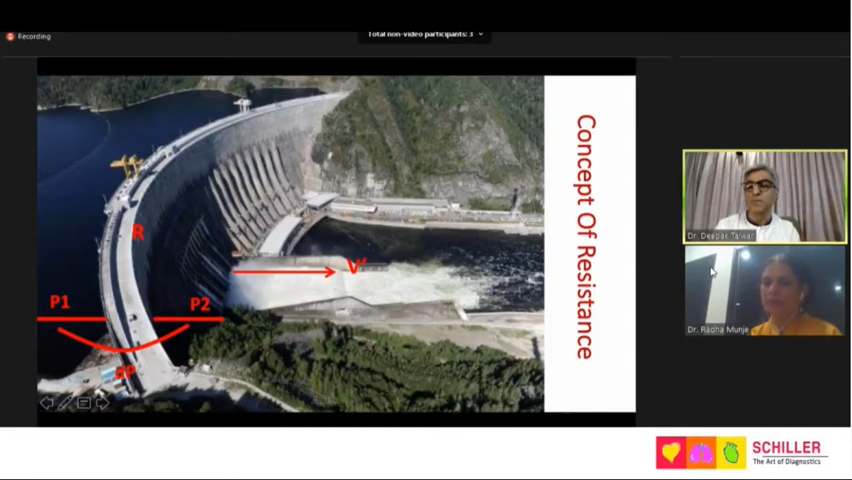 Recording
Total non-video participants: 3
Concept Of Resistance
R
V'
P1
P2
dP
Dr. Deepak Talwar
Dr. Radha Munje
SCHILLER
The Art of Diagnostics